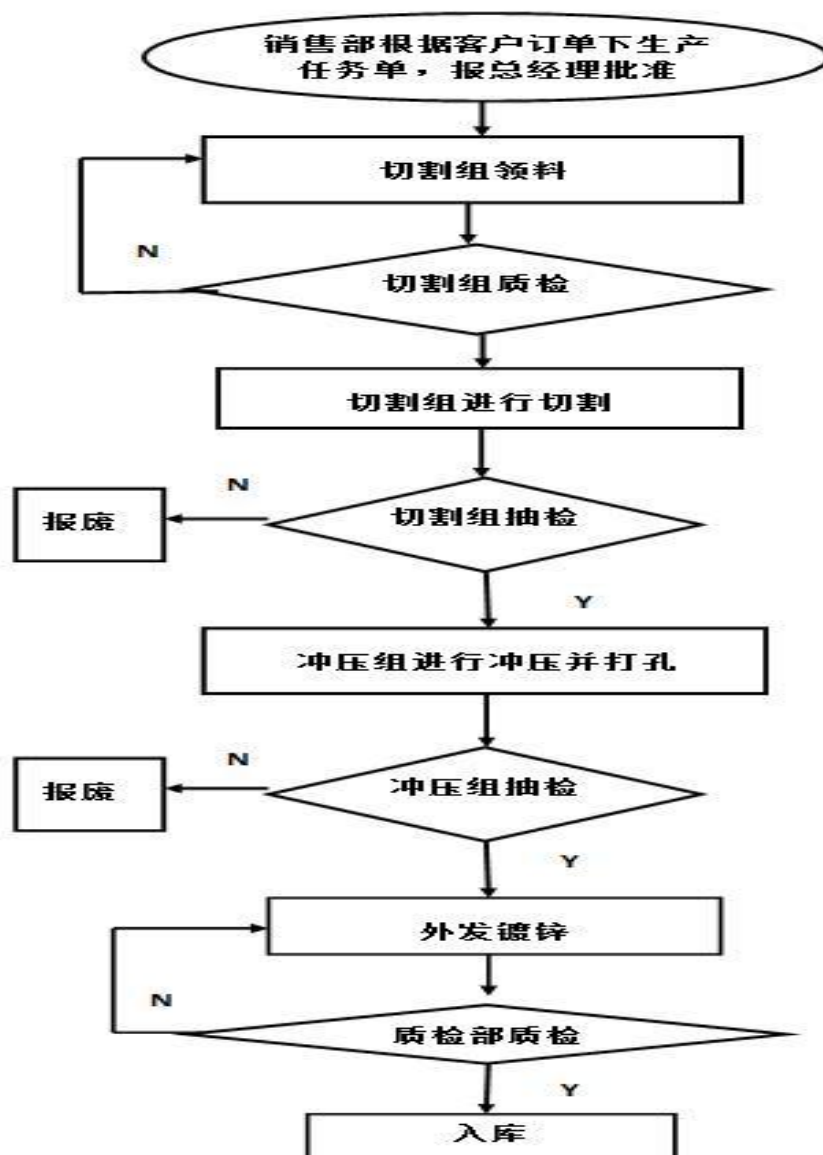 销售部根据客户订单下生产
任务单，报总经理批准
切割组领料
N
切割组质检
切割组进行切割
N
报废
切割组抽检
Y
冲压组进行冲压并打孔
N
报废
冲压组抽检
Y
外发镀锌
N
质检部质检
Y
入库